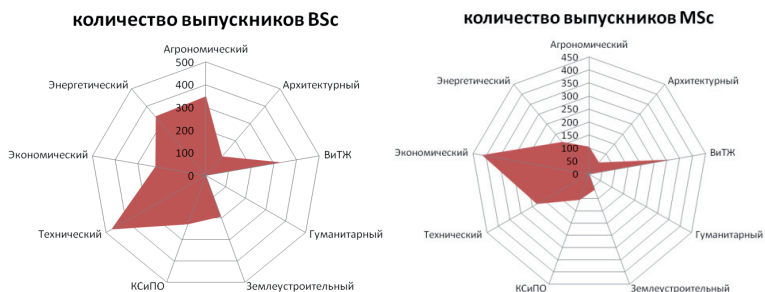 количество выпускников BSc
Агрономический
Архитектурный
ВиТЖ
Гуманитарный
Землеустроительный
КСиПО
Технический
Экономический
Энергетический
500
400
300
200
100
0
количество выпускников MSc
Агрономический
Архитектурный
ВиТЖ
Гуманитарный
Землеустроительный
КСиПО
Технический
Экономический
Энергетический
450
400
350
300
250
200
150
100
50
0